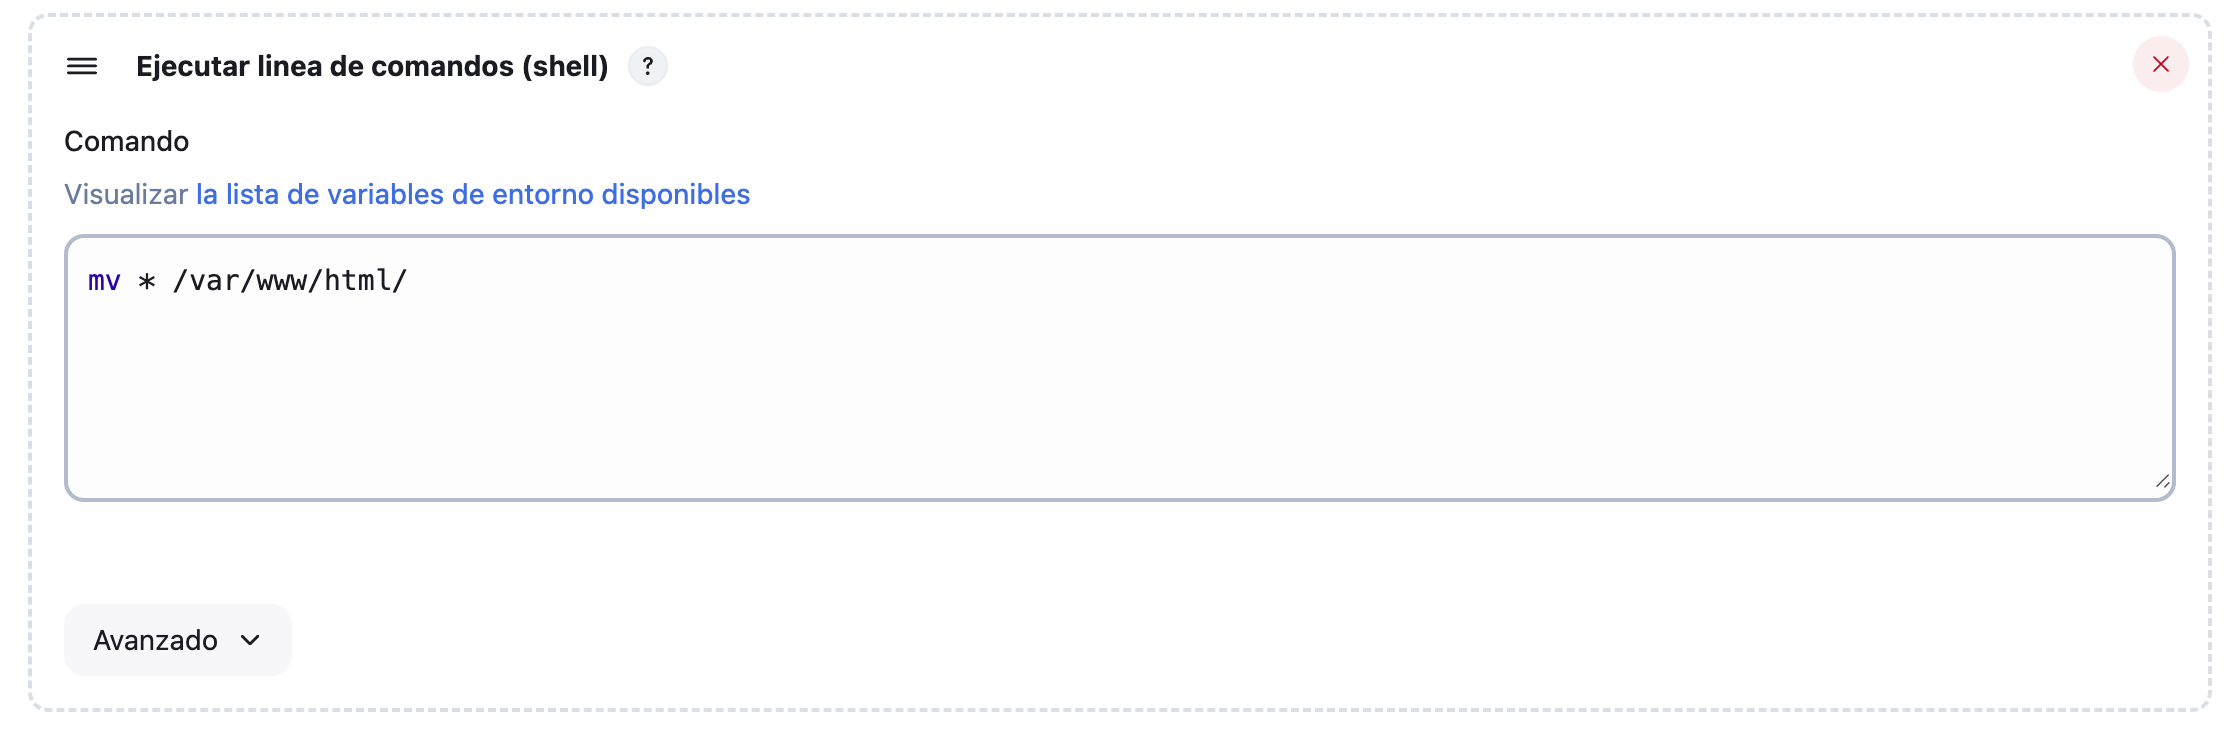 Ejecutar linea de comandos (shell) ?
Comando
Visualizar la lista de variables de entorno disponibles
mv * /var/www/html/
Avanzado